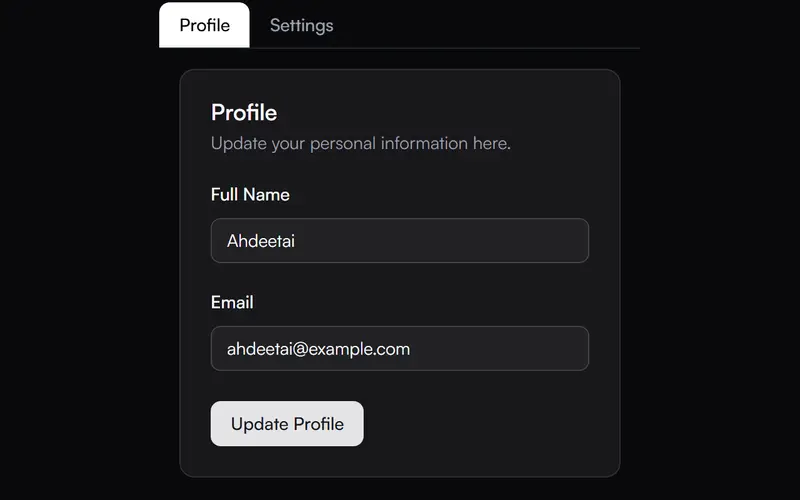 Profile
Settings
Profile
Update your personal information here.
Full Name
Ahdeetai
Email
ahdeetai@example.com
Update Profile